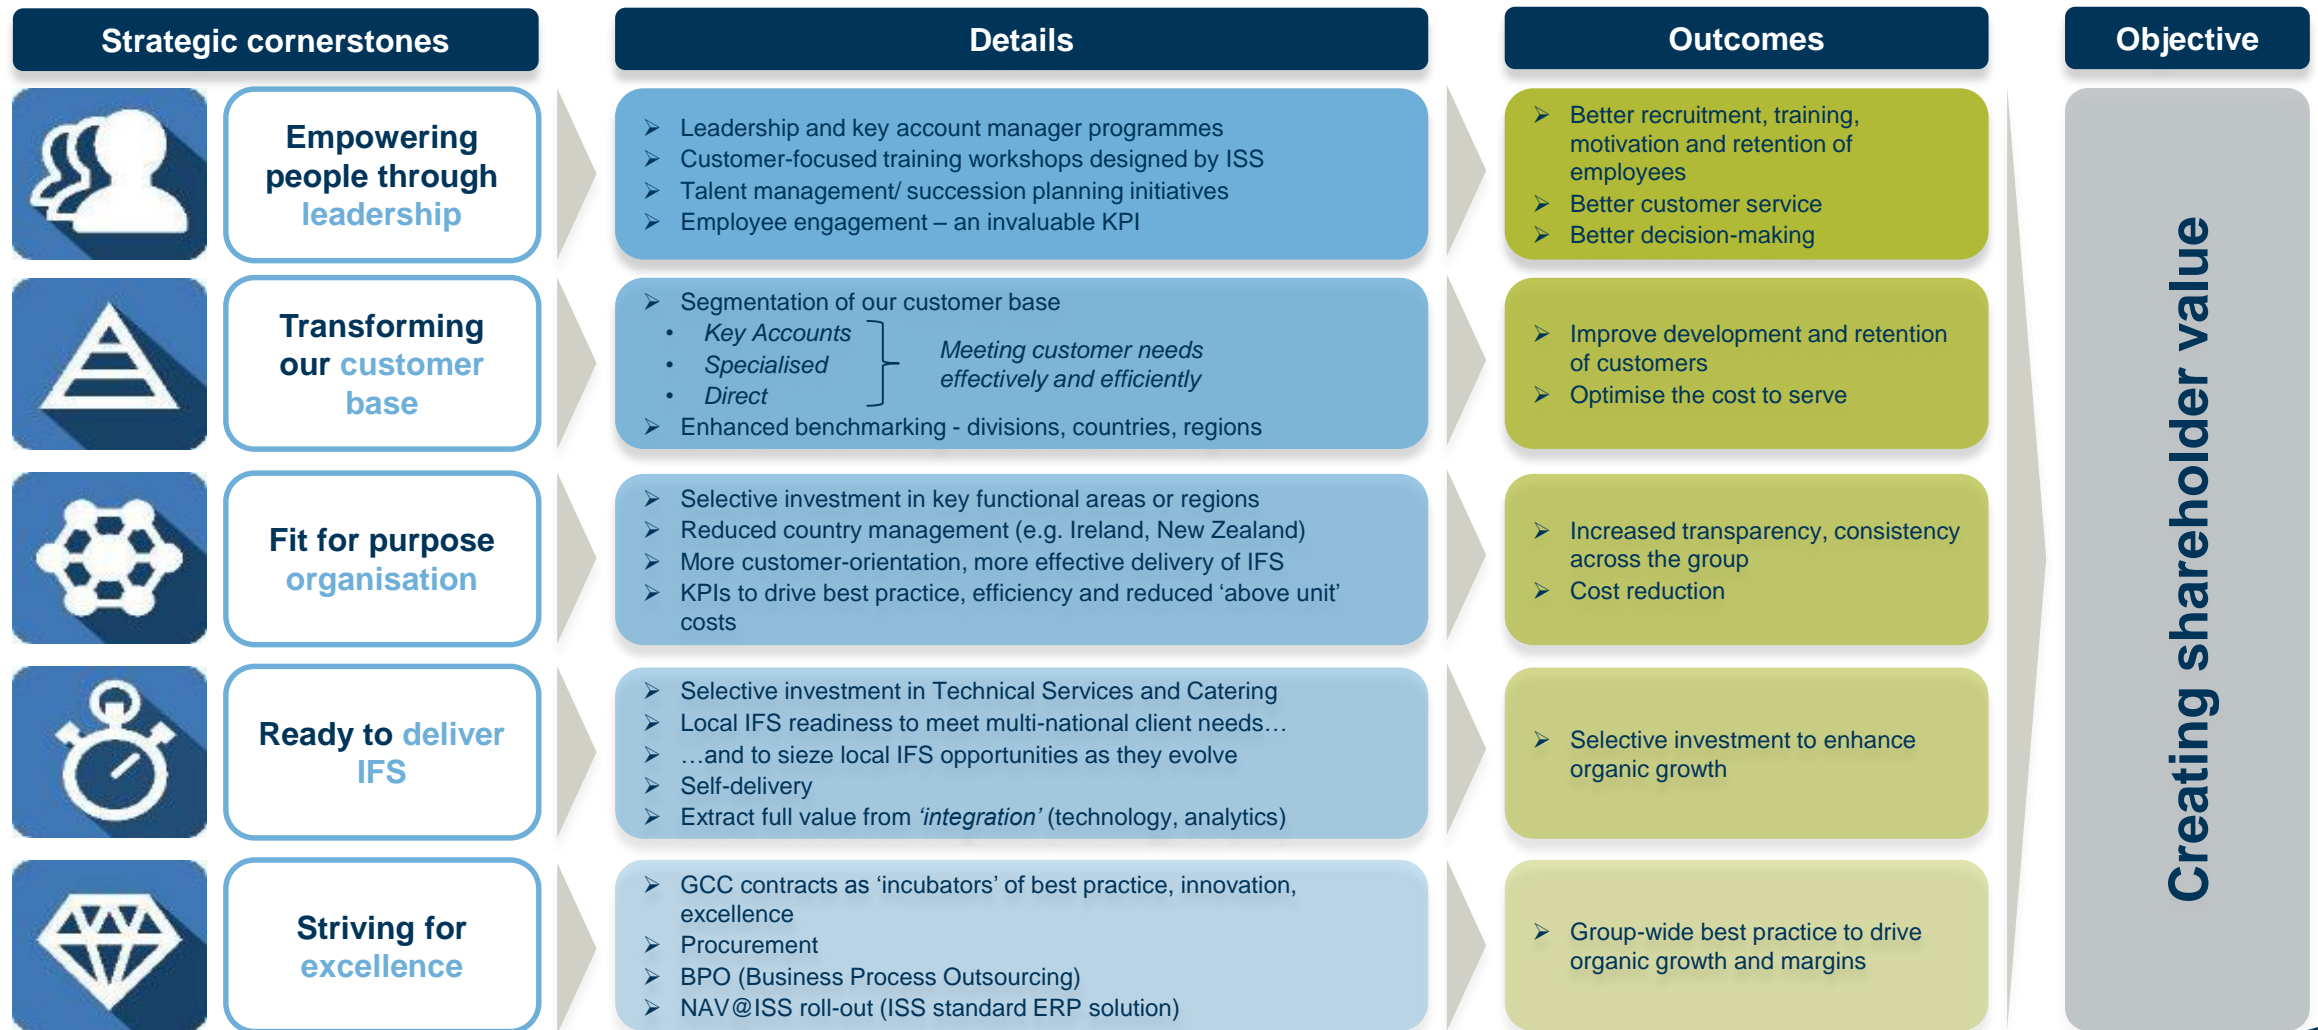 Strategic cornerstones
Details
Outcomes
Objective
Empowering
people through
leadership
➢ Leadership and key account manager programmes
➢ Customer-focused training workshops designed by ISS
➢ Talent management/ succession planning initiatives
➢ Employee engagement – an invaluable KPI
➢ Better recruitment, training,
motivation and retention of
employees
➢ Better customer service
➢ Better decision-making
Transforming
our customer
base
➢ Segmentation of our customer base
• Key Accounts
• Specialised
• Direct
Meeting customer needs
effectively and efficiently
➢ Enhanced benchmarking - divisions, countries, regions
➢ Improve development and retention
of customers
➢ Optimise the cost to serve
Fit for purpose
organisation
➢ Selective investment in key functional areas or regions
➢ Reduced country management (e.g. Ireland, New Zealand)
➢ More customer-orientation, more effective delivery of IFS
➢ KPIs to drive best practice, efficiency and reduced ‘above unit’
costs
➢ Increased transparency, consistency
across the group
➢ Cost reduction
Ready to deliver
IFS
➢ Selective investment in Technical Services and Catering
➢ Local IFS readiness to meet multi-national client needs…
➢ …and to sieze local IFS opportunities as they evolve
➢ Self-delivery
➢ Extract full value from ‘integration’ (technology, analytics)
➢ Selective investment to enhance
organic growth
Striving for
excellence
➢ GCC contracts as ‘incubators’ of best practice, innovation,
excellence
➢ Procurement
➢ BPO (Business Process Outsourcing)
➢ NAV@ISS roll-out (ISS standard ERP solution)
➢ Group-wide best practice to drive
organic growth and margins
Creating shareholder value